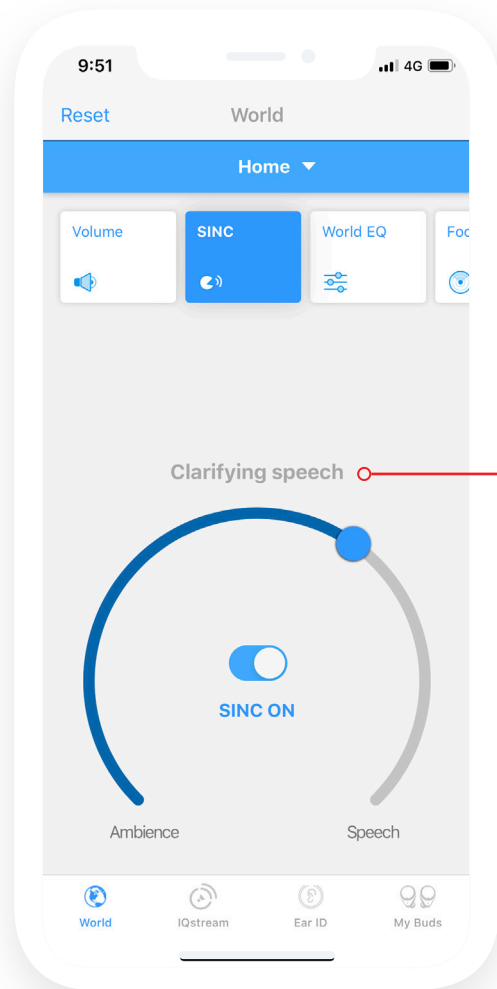 9:51 4G
Reset World
Home
Volume SINC World EQ Foc
Clarifying speech
SINC ON
Ambience Speech
World IQstream Ear ID My Buds